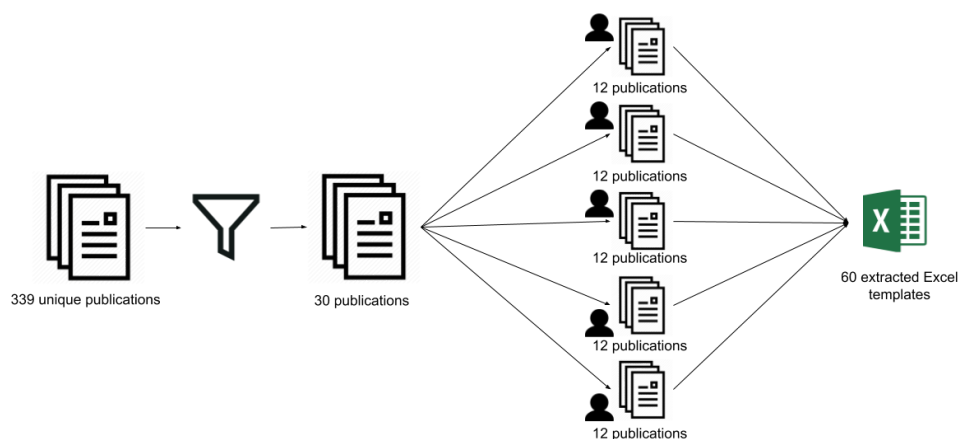 12 publications
12 publications
12 publications
12 publications
12 publications
339 unique publications
30 publications
X
60 extracted Excel
templates